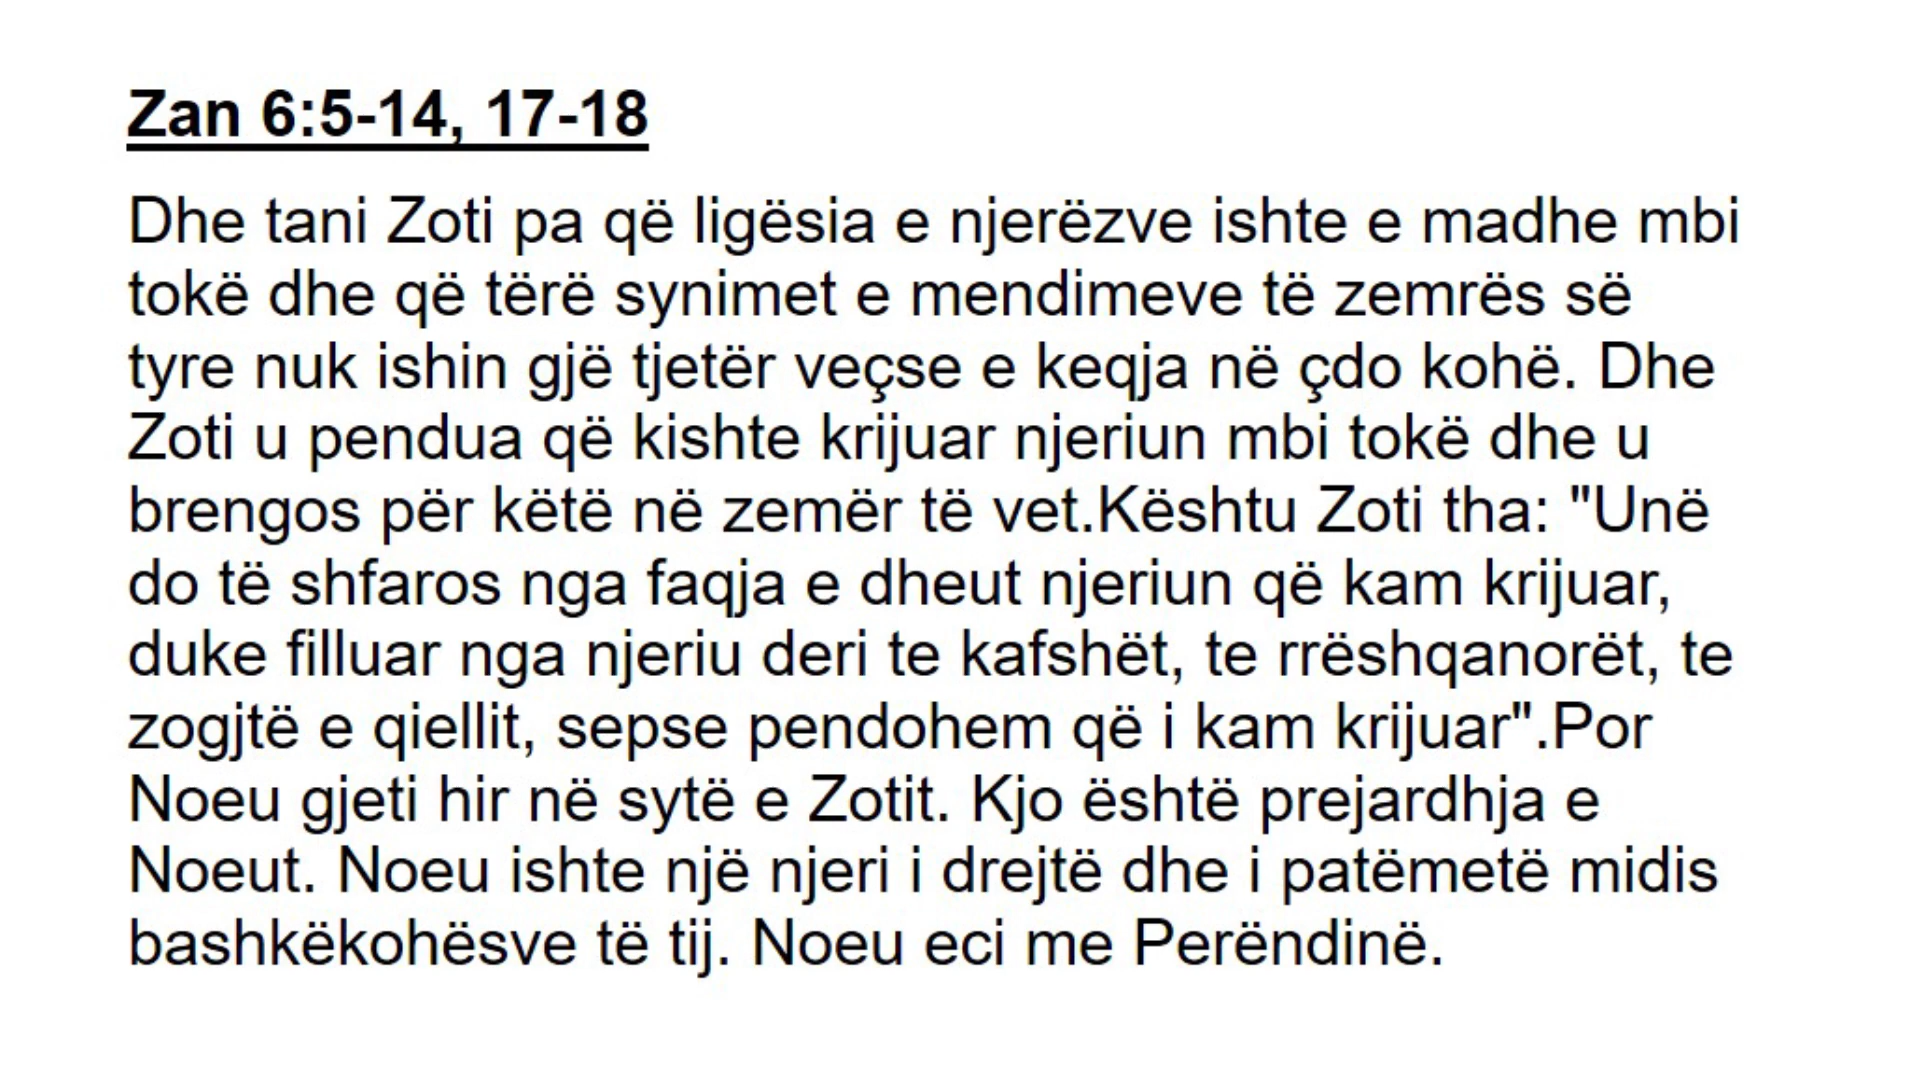 Zan 6:5-14, 17-18
Dhe tani Zoti pa që ligësia e njerëzve ishte e madhe mbi
tokë dhe që tërë synimet e mendimeve të zemrës së
tyre nuk ishin gjë tjetër veçse e keqja në çdo kohë. Dhe
Zoti u pendua që kishte krijuar njeriun mbi tokë dhe u
brengos për këtë në zemër të vet.Kështu Zoti tha: "Unë
do të shfaros nga faqja e dheut njeriun që kam krijuar,
duke filluar nga njeriu deri te kafshët, te rrëshqanorët, te
zogjtë e qiellit, sepse pendohem që i kam krijuar".Por
Noeu gjeti hir në sytë e Zotit. Kjo është prejardhja e
Noeut. Noeu ishte një njeri i drejtë dhe i patëmetë midis
bashkëkohësve të tij. Noeu eci me Perëndinë.